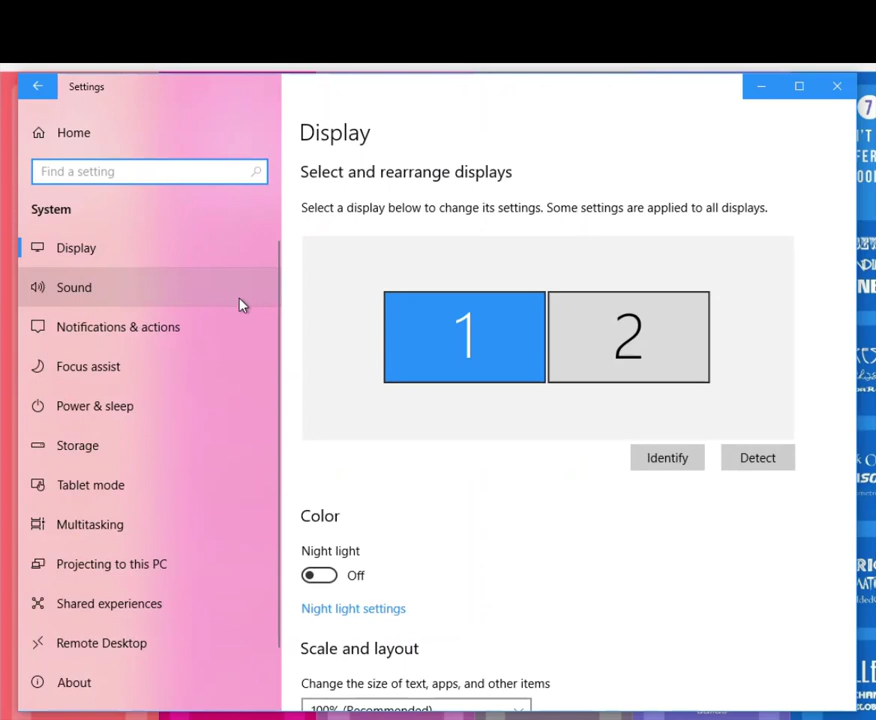 Settings
Home
Find a setting
System
Display
Sound
Notifications & actions
Focus assist
Power & sleep
Storage
Tablet mode
Multitasking
Projecting to this PC
Shared experiences
Remote Desktop
About
Display
Select and rearrange displays
Select a display below to change its settings. Some settings are applied to all displays.
1
2
Identify
Detect
Color
Night light
Off
Night light settings
Scale and layout
Change the size of text, apps, and other items
100% (Recommended)
7